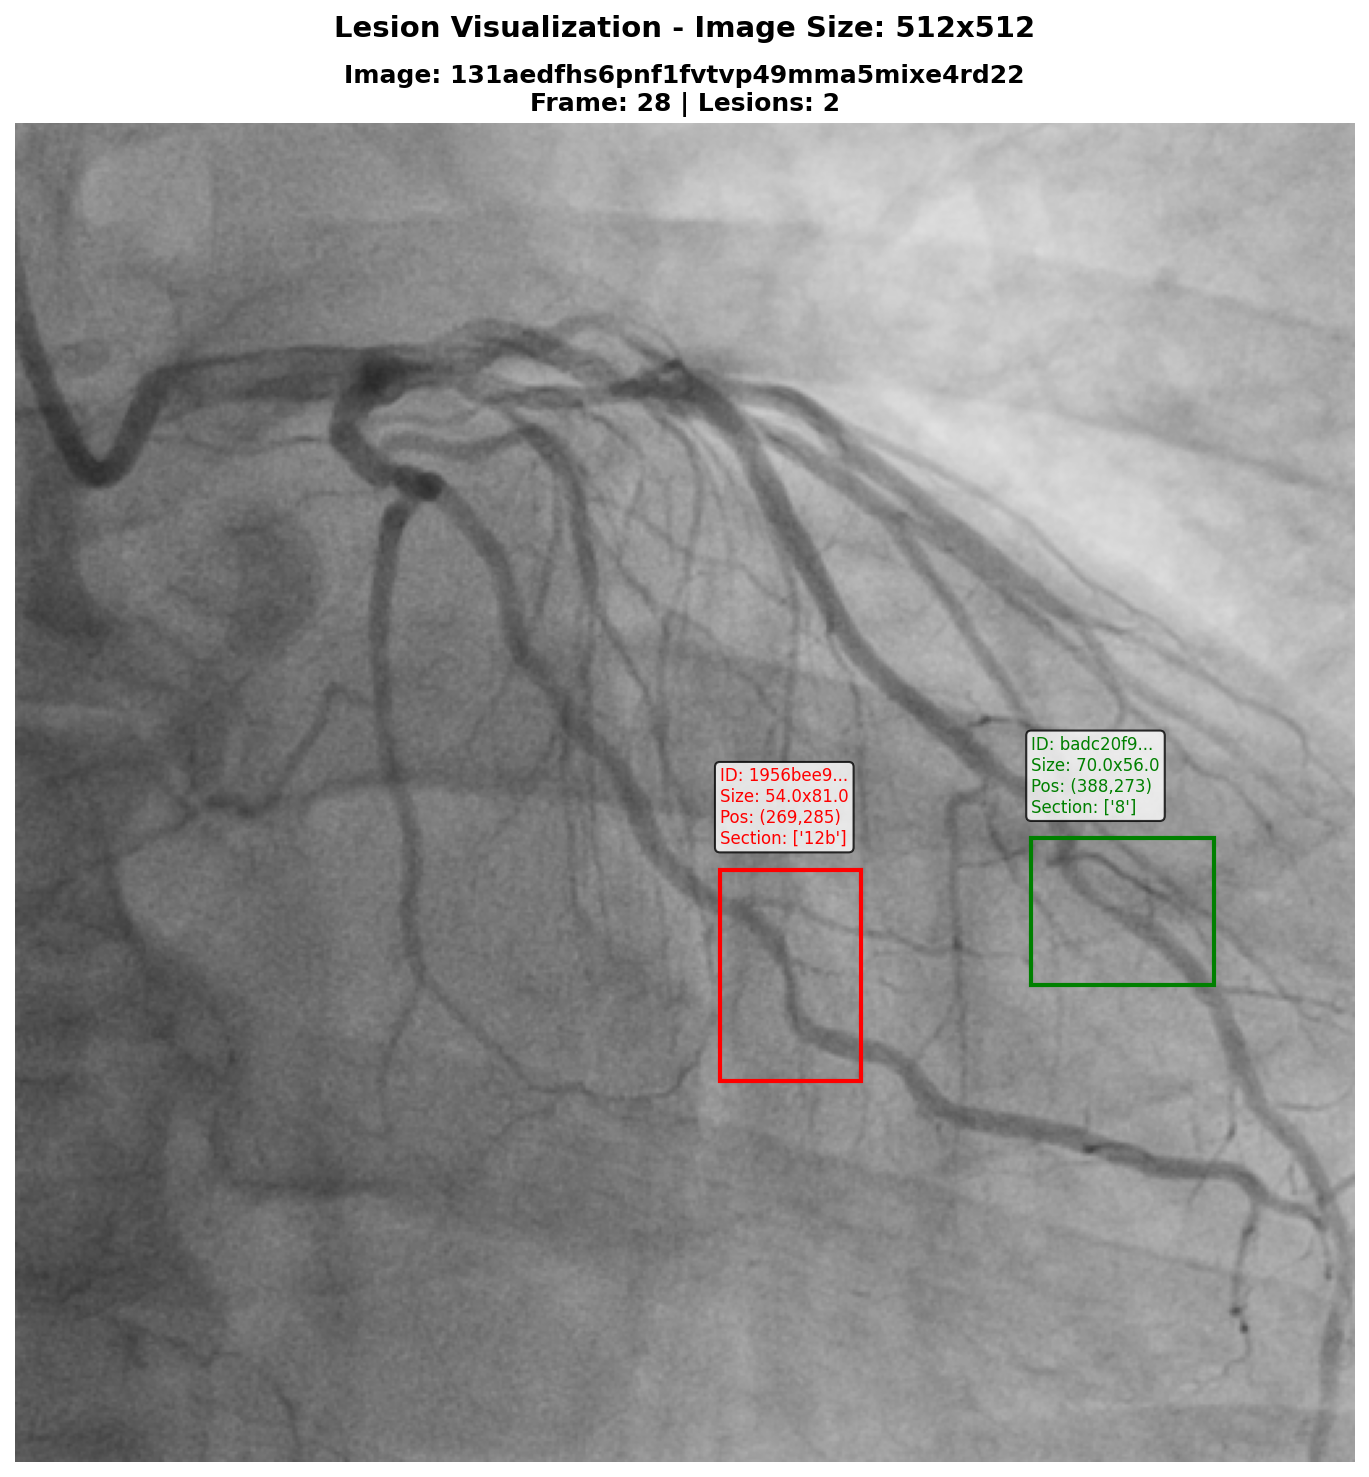 Lesion Visualization - Image Size: 512x512
Image: 131aedfhs6pnf1fvtvp49mma5mixe4rd22
Frame: 28 | Lesions: 2
ID: badc20f9...
Size: 70.0x56.0
Pos: (388,273)
Section: ['8']
ID: 1956bee9...
Size: 54.0x81.0
Pos: (269,285)
Section: ['12b']